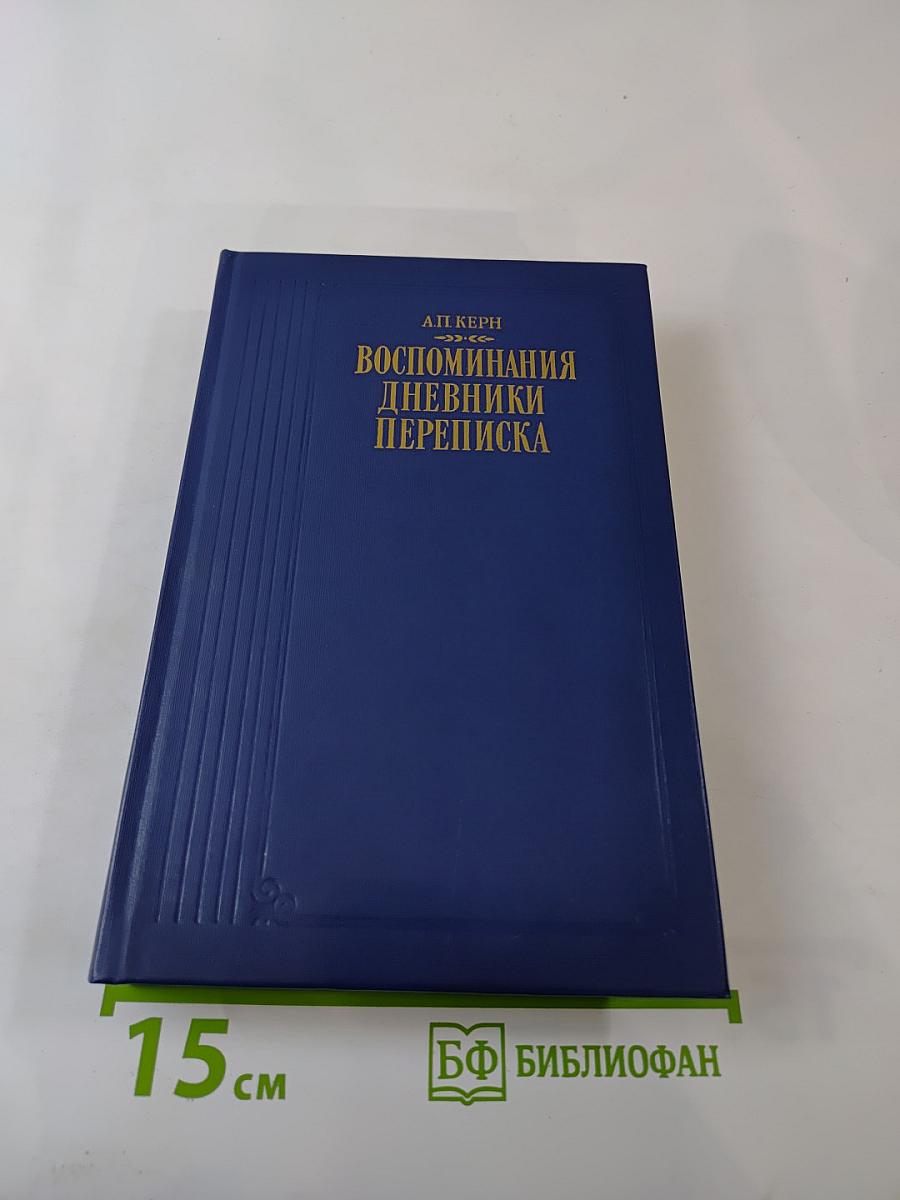 А.П. КЕРН
ВОСПОМИНАНИЯ
ДНЕВНИКИ
ПЕРЕПИСКА
15 см
БФ БИБЛИОФАН